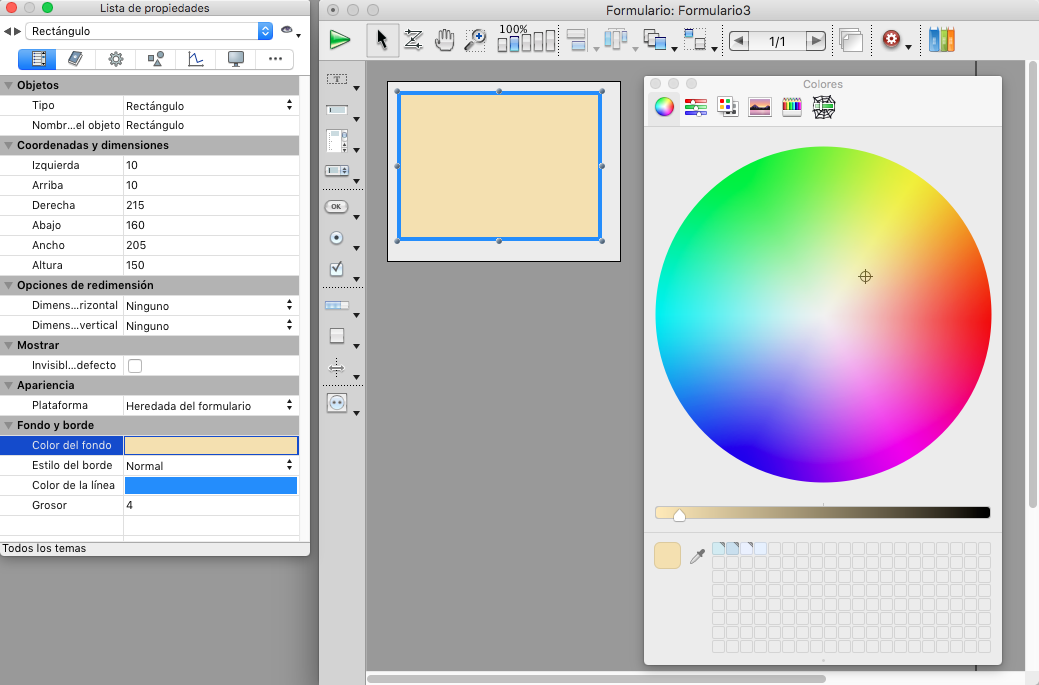 Lista de propiedades
Rectángulo
Objetos
Tipo Rectángulo
Nombr...el objeto Rectángulo
Coordenadas y dimensiones
Izquierda 10
Arriba 10
Derecha 215
Abajo 160
Ancho 205
Altura 150
Opciones de redimensión
Dimens...rizontal Ninguno
Dimens...vertical Ninguno
Mostrar
Invisibl...defecto
Apariencia
Plataforma Heredada del formulario
Fondo y borde
Color del fondo
Estilo del borde Normal
Color de la línea
Grosor 4
Todos los temas
Formulario: Formulario3
100%
1/1
T
OK
Colores